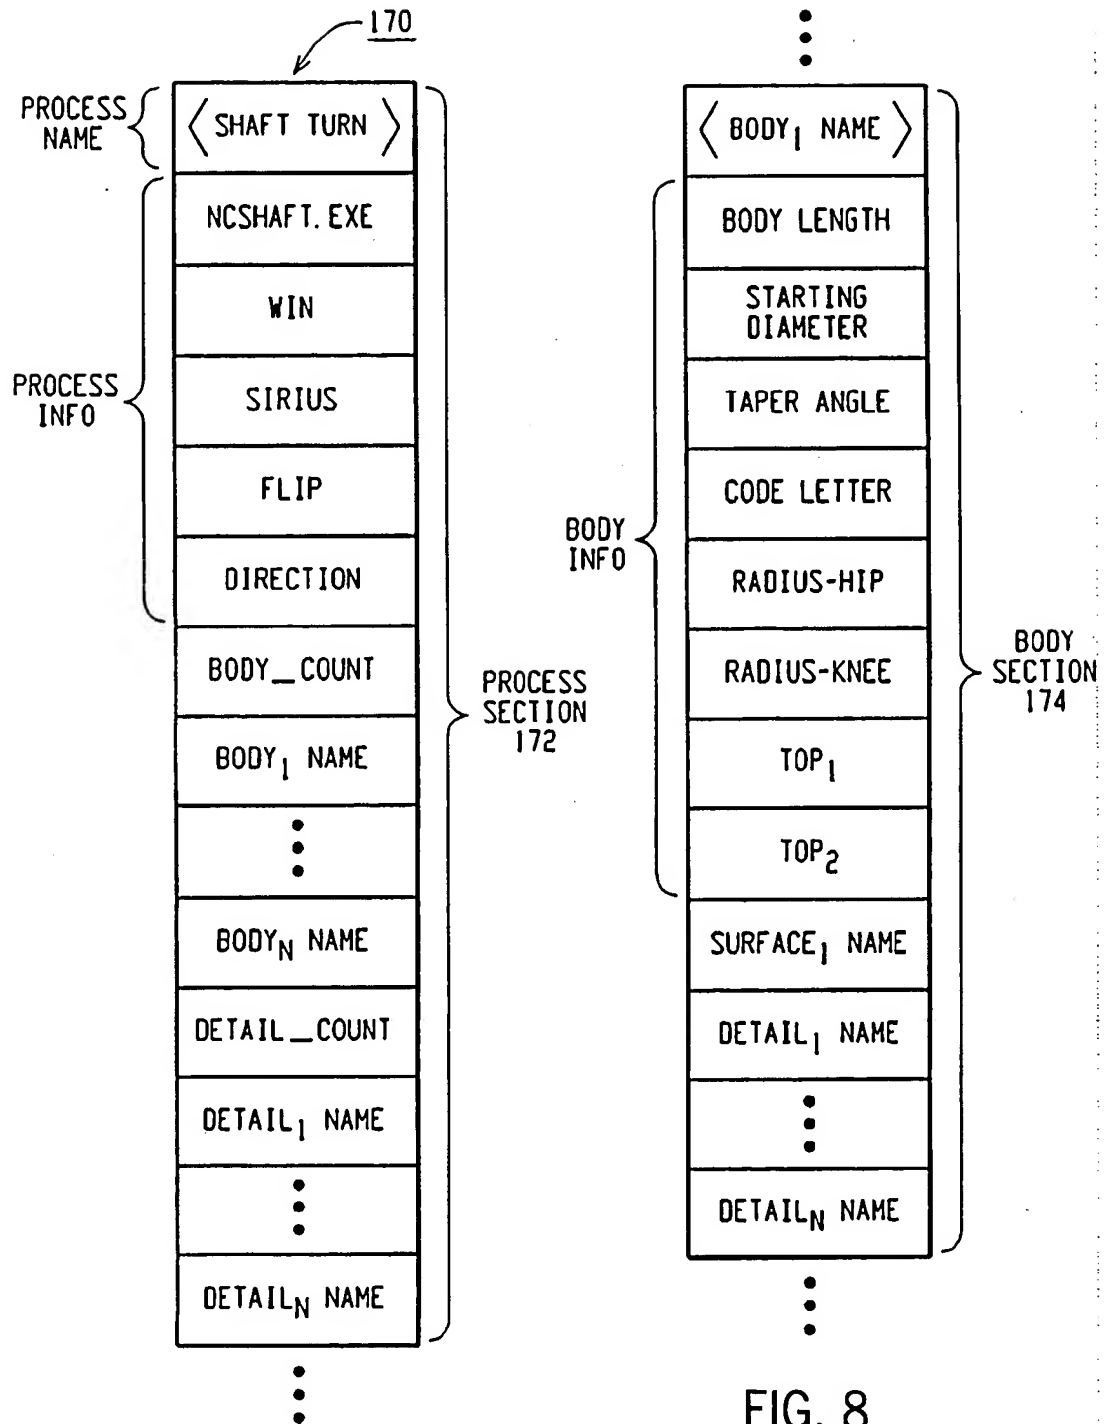 170
PROCESS
NAME
< SHAFT TURN >
PROCESS
INFO
NCSHAFT.EXE
WIN
SIRIUS
FLIP
DIRECTION
BODY_COUNT
BODY1 NAME
BODYN NAME
DETAIL_COUNT
DETAIL1 NAME
DETAILN NAME
PROCESS
SECTION
172
< BODY1 NAME >
BODY
INFO
BODY LENGTH
STARTING
DIAMETER
TAPER ANGLE
CODE LETTER
RADIUS-HIP
RADIUS-KNEE
TOP1
TOP2
SURFACE1 NAME
DETAIL1 NAME
DETAILN NAME
BODY
SECTION
174
FIG. 8